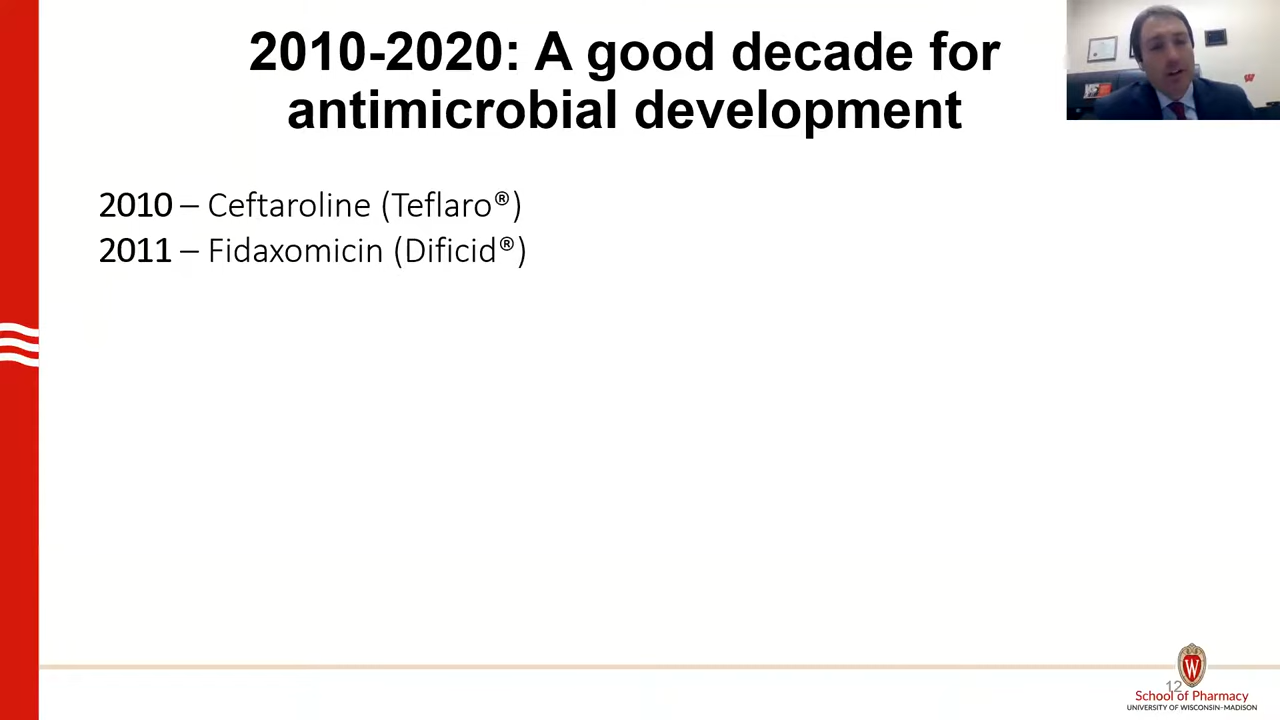 2010-2020: A good decade for
antimicrobial development
2010 – Ceftaroline (Teflaro®)
2011 – Fidaxomicin (Dificid®)
W
12
School of Pharmacy
UNIVERSITY OF WISCONSIN-MADISON